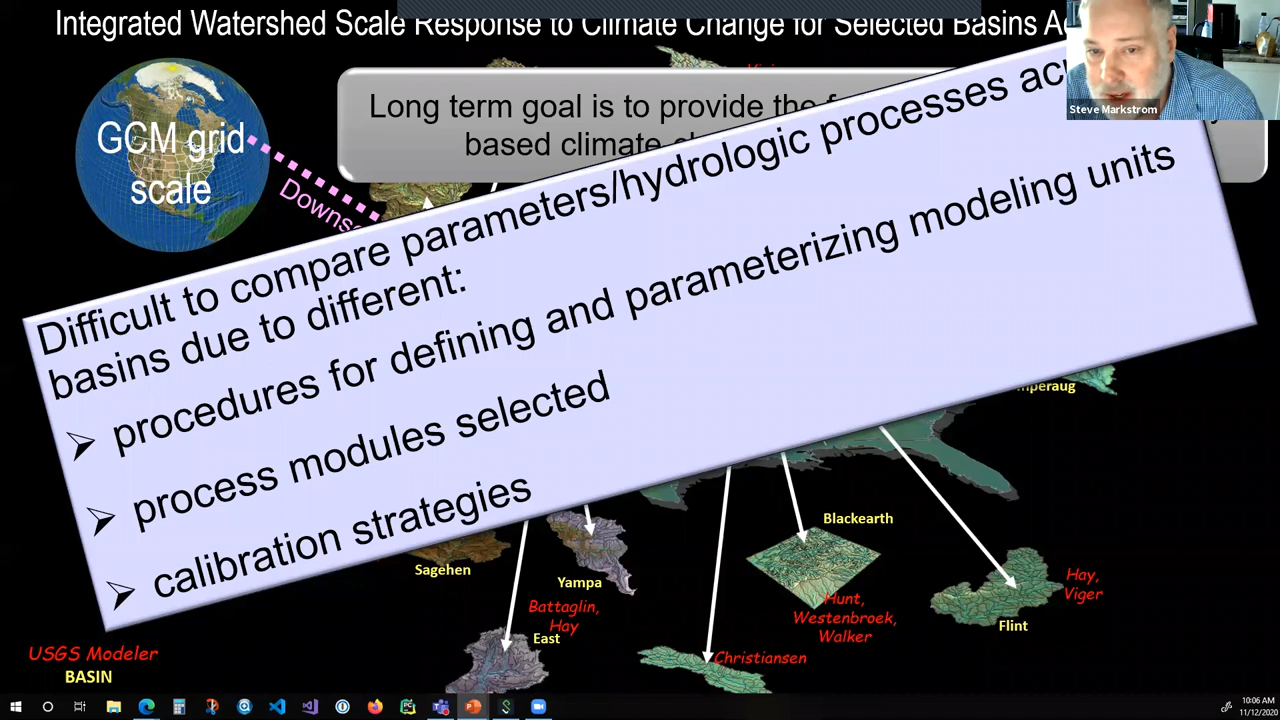 Integrated Watershed Scale Response to Climate Change for Selected Basins
Steve Markstrom
GCM grid
scale
Long term goal is to provide the
based climate
Difficult to compare parameters/hydrologic processes
basins due to different:
➢ procedures for defining and parameterizing modeling units
➢ process modules selected
➢ calibration strategies
Sagehen
Yampa
Battaglin,
Hay
East
Blackearth
Hunt,
Westenbroek,
Walker
Christiansen
Hay,
Viger
Flint
USGS Modeler
BASIN
10:06 AM
11/12/2020